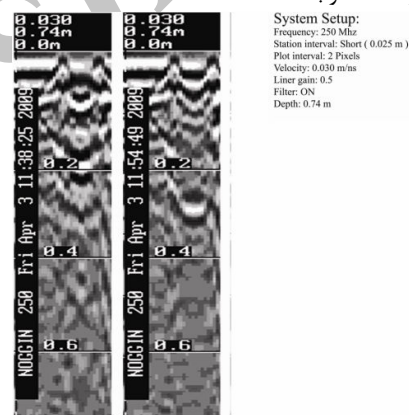 0.030
0.74m
0.0m
NOGGIN 250 Fri Apr 3 11:38:25 2009
0.2
0.4
0.6
0.030
0.74m
0.0m
NOGGIN 250 Fri Apr 3 11:54:49 2009
0.2
0.4
0.6
System Setup:
Frequency: 250 Mhz
Station interval: Short ( 0.025 m )
Plot interval: 2 Pixels
Velocity: 0.030 m/ns
Liner gain: 0.5
Filter: ON
Depth: 0.74 m